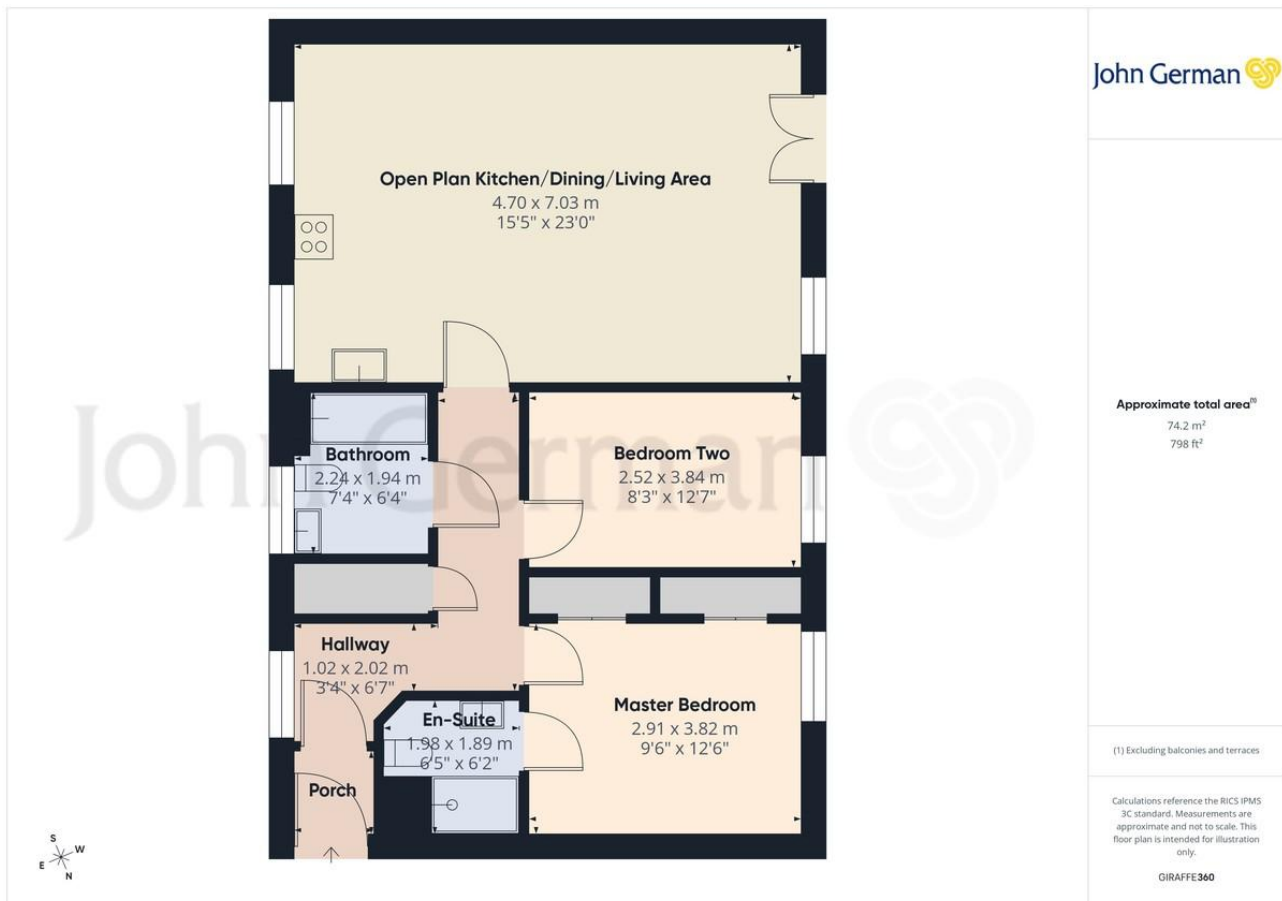 Open Plan Kitchen/Dining/Living Area
4.70 x 7.03 m
15'5" x 23'0"
Bathroom
2.24 x 1.94 m
7'4" x 6'4"
Bedroom Two
2.52 x 3.84 m
8'3" x 12'7"
Hallway
1.02 x 2.02 m
3'4" x 6'7"
En-Suite
1.98 x 1.89 m
6'5" x 6'2"
Master Bedroom
2.91 x 3.82 m
9'6" x 12'6"
Porch
S
W
E
N
John German
John German
Approximate total area(1)
74.2 m²
798 ft²
(1) Excluding balconies and terraces
Calculations reference the RICS IPMS
3C standard. Measurements are
approximate and not to scale. This
floor plan is intended for illustration
only.
GIRAFFE360